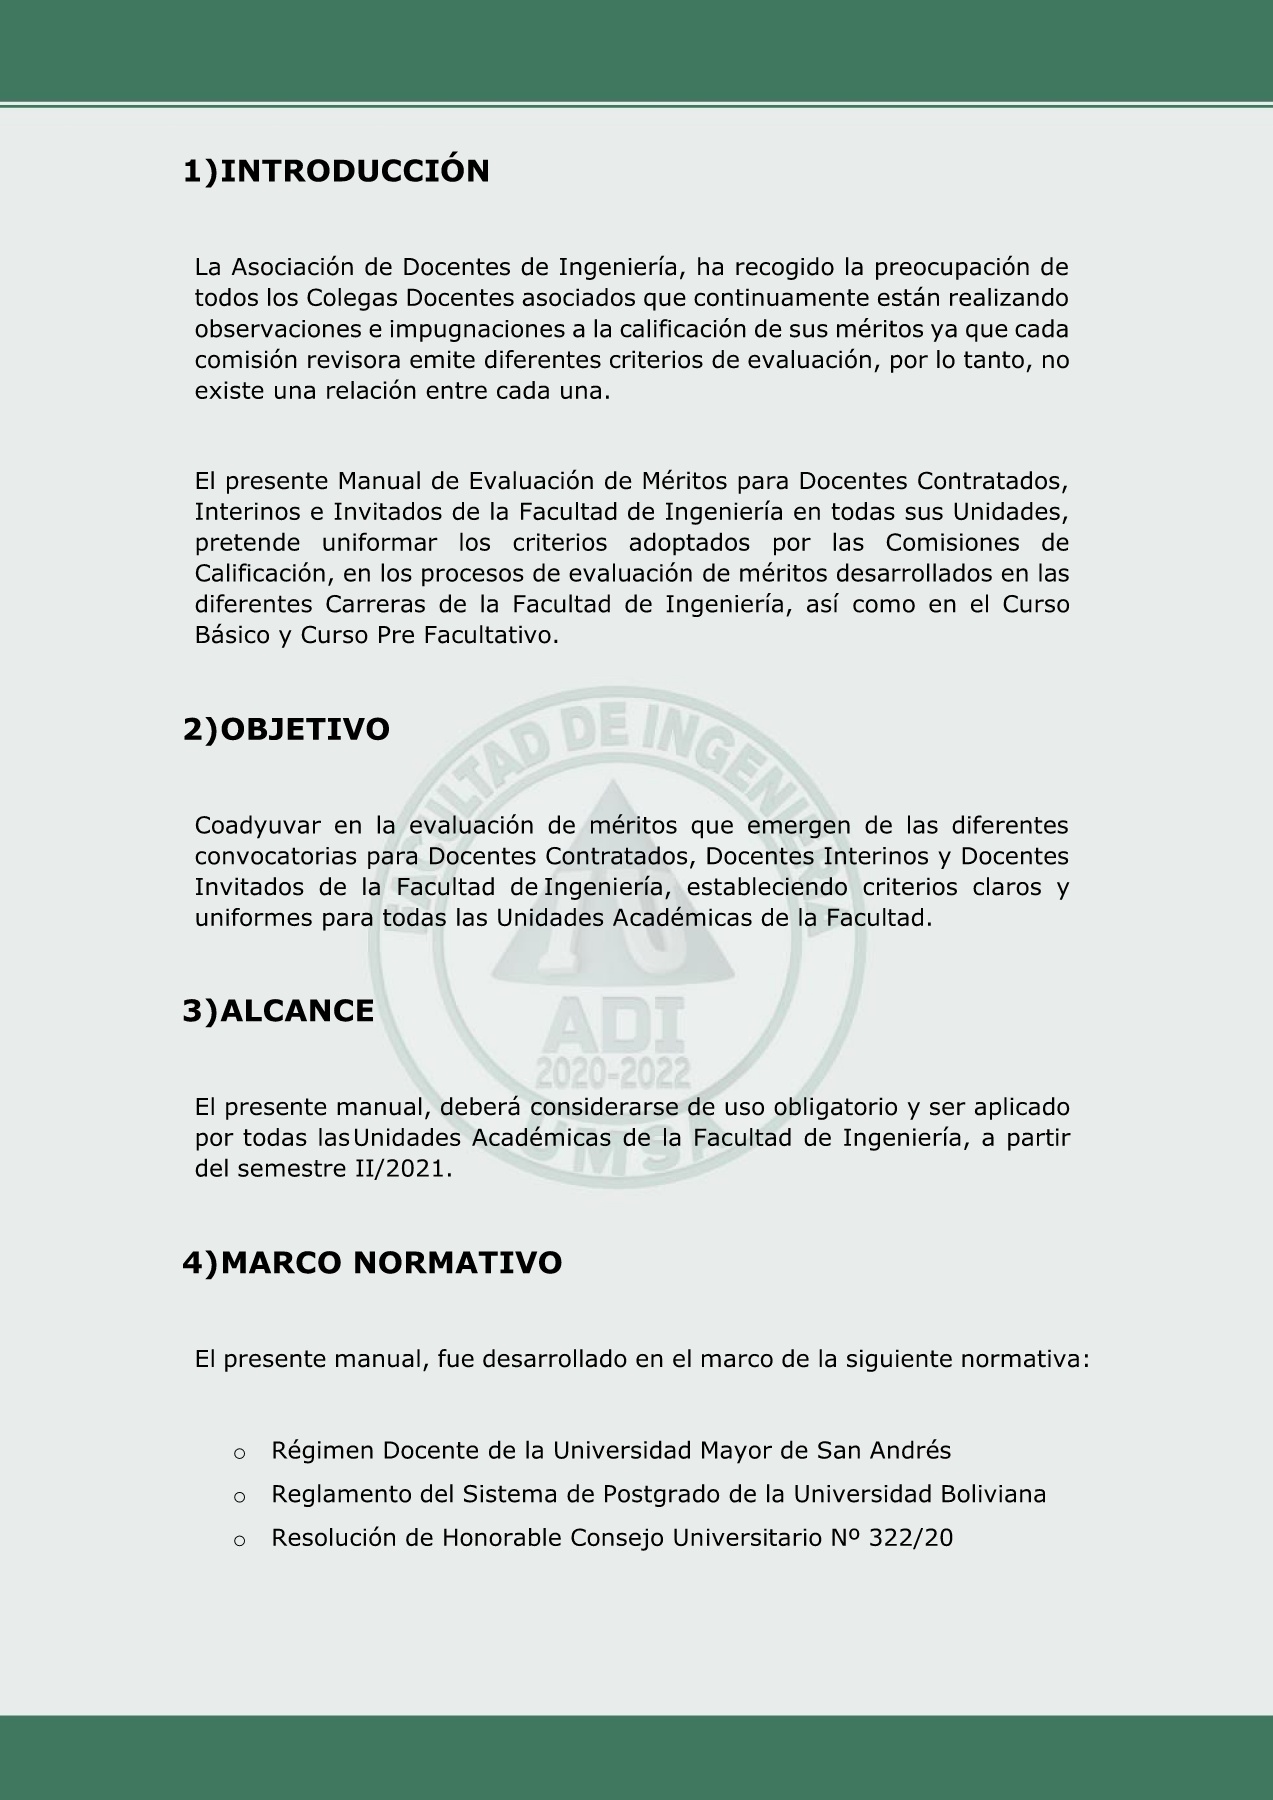 1)INTRODUCCIÓN
La Asociación de Docentes de Ingeniería, ha recogido la preocupación de
todos los Colegas Docentes asociados que continuamente están realizando
observaciones e impugnaciones a la calificación de sus méritos ya que cada
comisión revisora emite diferentes criterios de evaluación, por lo tanto, no
existe una relación entre cada una.
El presente Manual de Evaluación de Méritos para Docentes Contratados,
Interinos e Invitados de la Facultad de Ingeniería en todas sus Unidades,
pretende uniformar los criterios adoptados por las Comisiones de
Calificación, en los procesos de evaluación de méritos desarrollados en las
diferentes Carreras de la Facultad de Ingeniería, así como en el Curso
Básico y Curso Pre Facultativo.
2)OBJETIVO
Coadyuvar en la evaluación de méritos que emergen de las diferentes
convocatorias para Docentes Contratados, Docentes Interinos y Docentes
Invitados de la Facultad de Ingeniería, estableciendo criterios claros y
uniformes para todas las Unidades Académicas de la Facultad.
3)ALCANCE
El presente manual, deberá considerarse de uso obligatorio y ser aplicado
por todas las Unidades Académicas de la Facultad de Ingeniería, a partir
del semestre II/2021.
4)MARCO NORMATIVO
El presente manual, fue desarrollado en el marco de la siguiente normativa:
o Régimen Docente de la Universidad Mayor de San Andrés
o Reglamento del Sistema de Postgrado de la Universidad Boliviana
o Resolución de Honorable Consejo Universitario Nº 322/20
FACULTAD DE INGENIERIA
ADI
2020-2022
UMSA